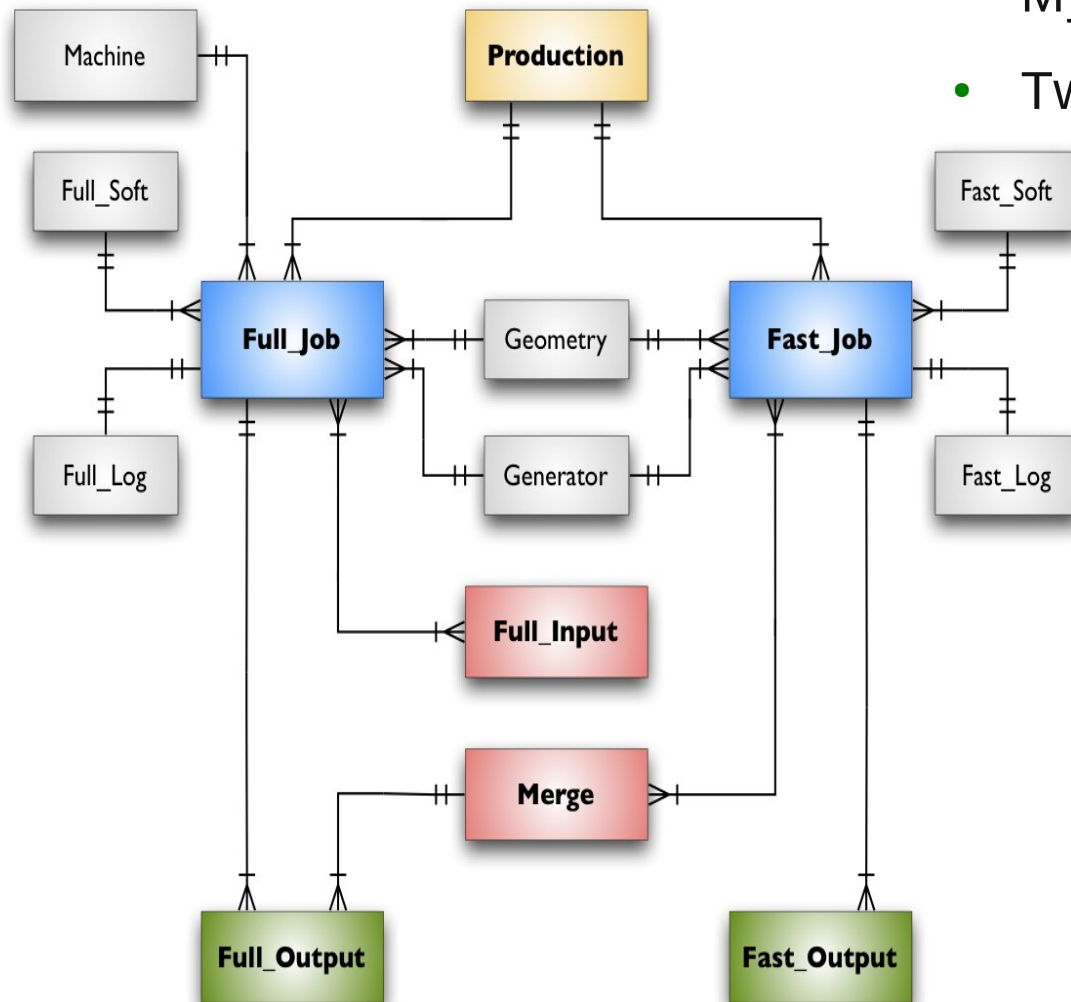 Machine
Production
Full_Soft
Fast_Soft
Full_Job
Geometry
Fast_Job
Full_Log
Generator
Fast_Log
Full_Input
Merge
Full_Output
Fast_Output